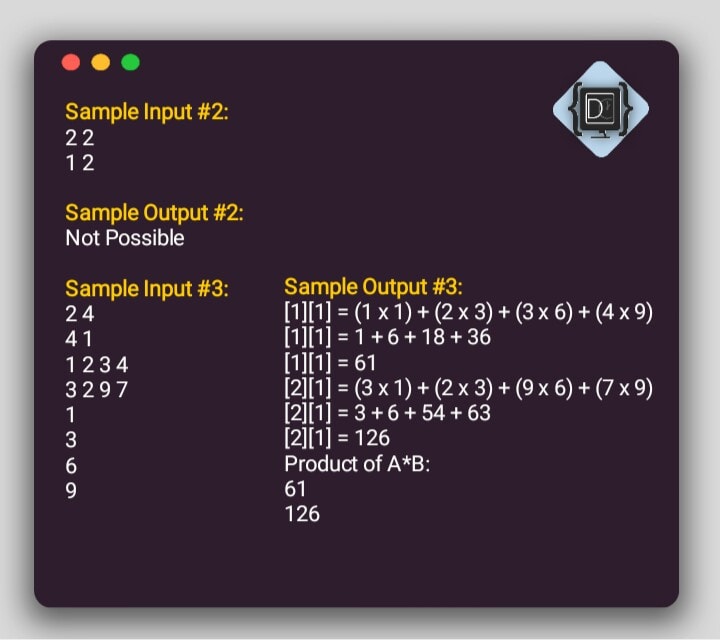 Sample Input #2:
2 2
1 2
Sample Output #2:
Not Possible
Sample Input #3:
2 4
4 1
1 2 3 4
3 2 9 7
1
3
6
9
Sample Output #3:
[1][1] = (1 x 1) + (2 x 3) + (3 x 6) + (4 x 9)
[1][1] = 1 + 6 + 18 + 36
[1][1] = 61
[2][1] = (3 x 1) + (2 x 3) + (9 x 6) + (7 x 9)
[2][1] = 3 + 6 + 54 + 63
[2][1] = 126
Product of A*B:
61
126